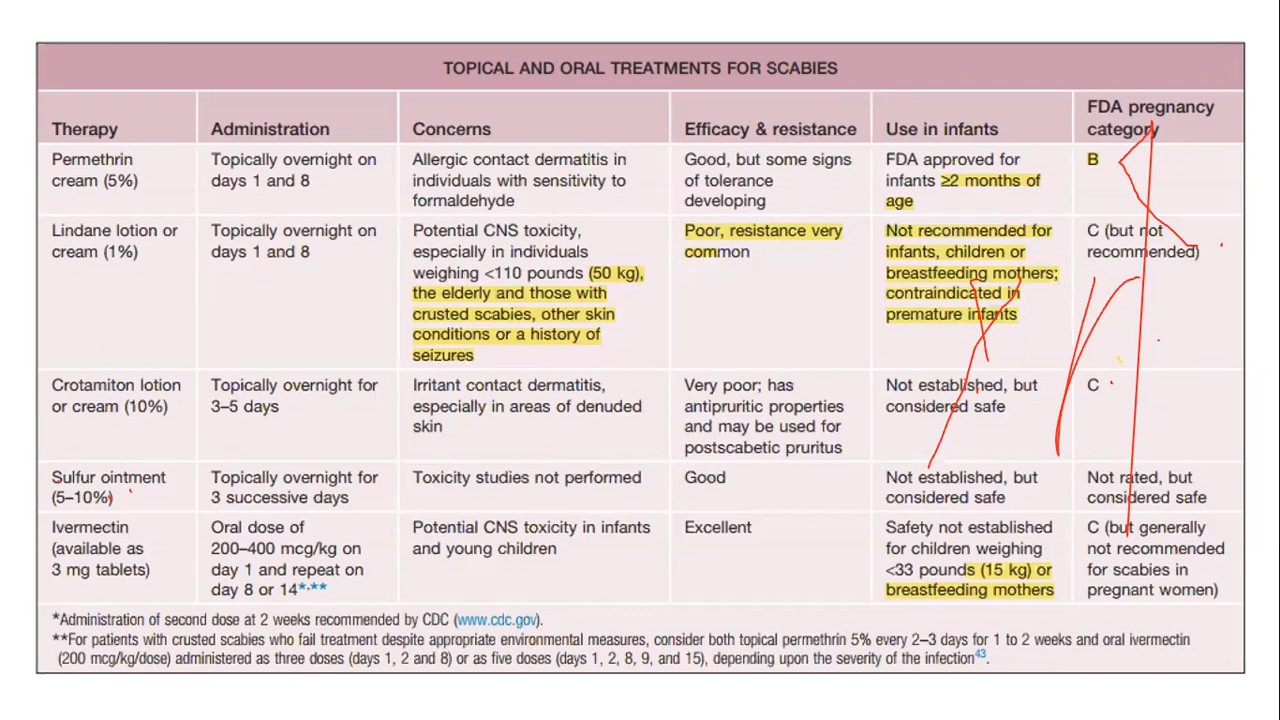 TOPICAL AND ORAL TREATMENTS FOR SCABIES
Therapy
Administration
Concerns
Efficacy & resistance
Use in infants
FDA pregnancy
category
Permethrin
cream (5%)
Topically overnight on
days 1 and 8
Allergic contact dermatitis in
individuals with sensitivity to
formaldehyde
Good, but some signs
of tolerance
developing
FDA approved for
infants ≥2 months of
age
B
Lindane lotion or
cream (1%)
Topically overnight on
days 1 and 8
Potential CNS toxicity,
especially in individuals
weighing <110 pounds (50 kg),
the elderly and those with
crusted scabies, other skin
conditions or a history of
seizures
Poor, resistance very
common
Not recommended for
infants, children or
breastfeeding mothers;
contraindicated in
premature infants
C (but not
recommended)
Crotamiton lotion
or cream (10%)
Topically overnight for
3–5 days
Irritant contact dermatitis,
especially in areas of denuded
skin
Very poor; has
antipruritic properties
and may be used for
postscabetic pruritus
Not established, but
considered safe
C
Sulfur ointment
(5–10%)
Topically overnight for
3 successive days
Toxicity studies not performed
Good
Not established, but
considered safe
Not rated, but
considered safe
Ivermectin
(available as
3 mg tablets)
Oral dose of
200–400 mcg/kg on
day 1 and repeat on
day 8 or 14*,**
Potential CNS toxicity in infants
and young children
Excellent
Safety not established
for children weighing
<33 pounds (15 kg) or
breastfeeding mothers
C (but generally
not recommended
for scabies in
pregnant women)
*Administration of second dose at 2 weeks recommended by CDC (www.cdc.gov).
**For patients with crusted scabies who fail treatment despite appropriate environmental measures, consider both topical permethrin 5% every 2–3 days for 1 to 2 weeks and oral ivermectin
(200 mcg/kg/dose) administered as three doses (days 1, 2 and 8) or as five doses (days 1, 2, 8, 9, and 15), depending upon the severity of the infection43.